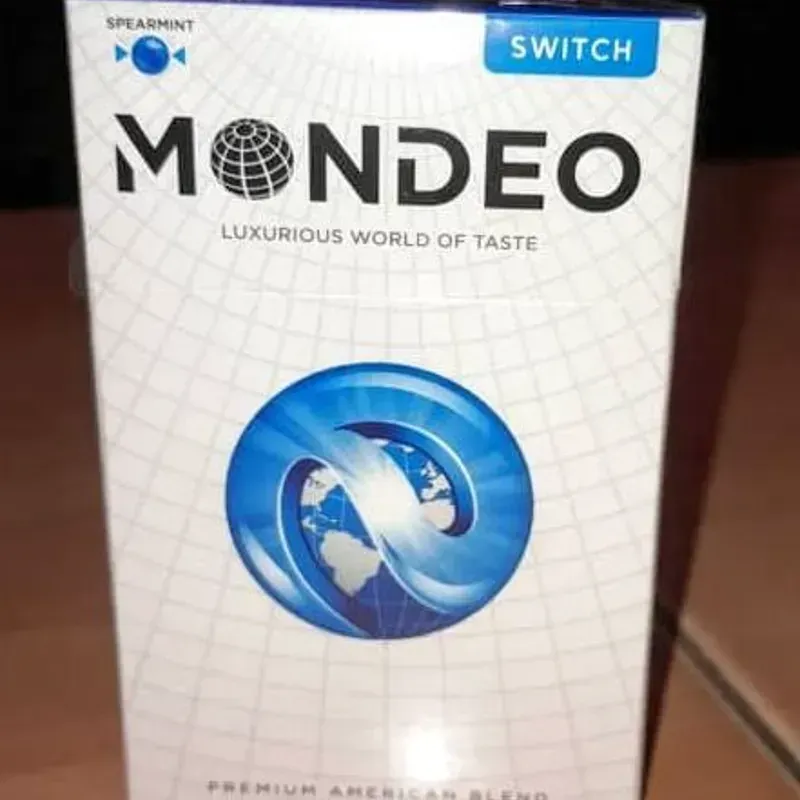 SPEARMINT
SWITCH
MONDEO
LUXURIOUS WORLD OF TASTE
PREMIUM AMERICAN BLEND